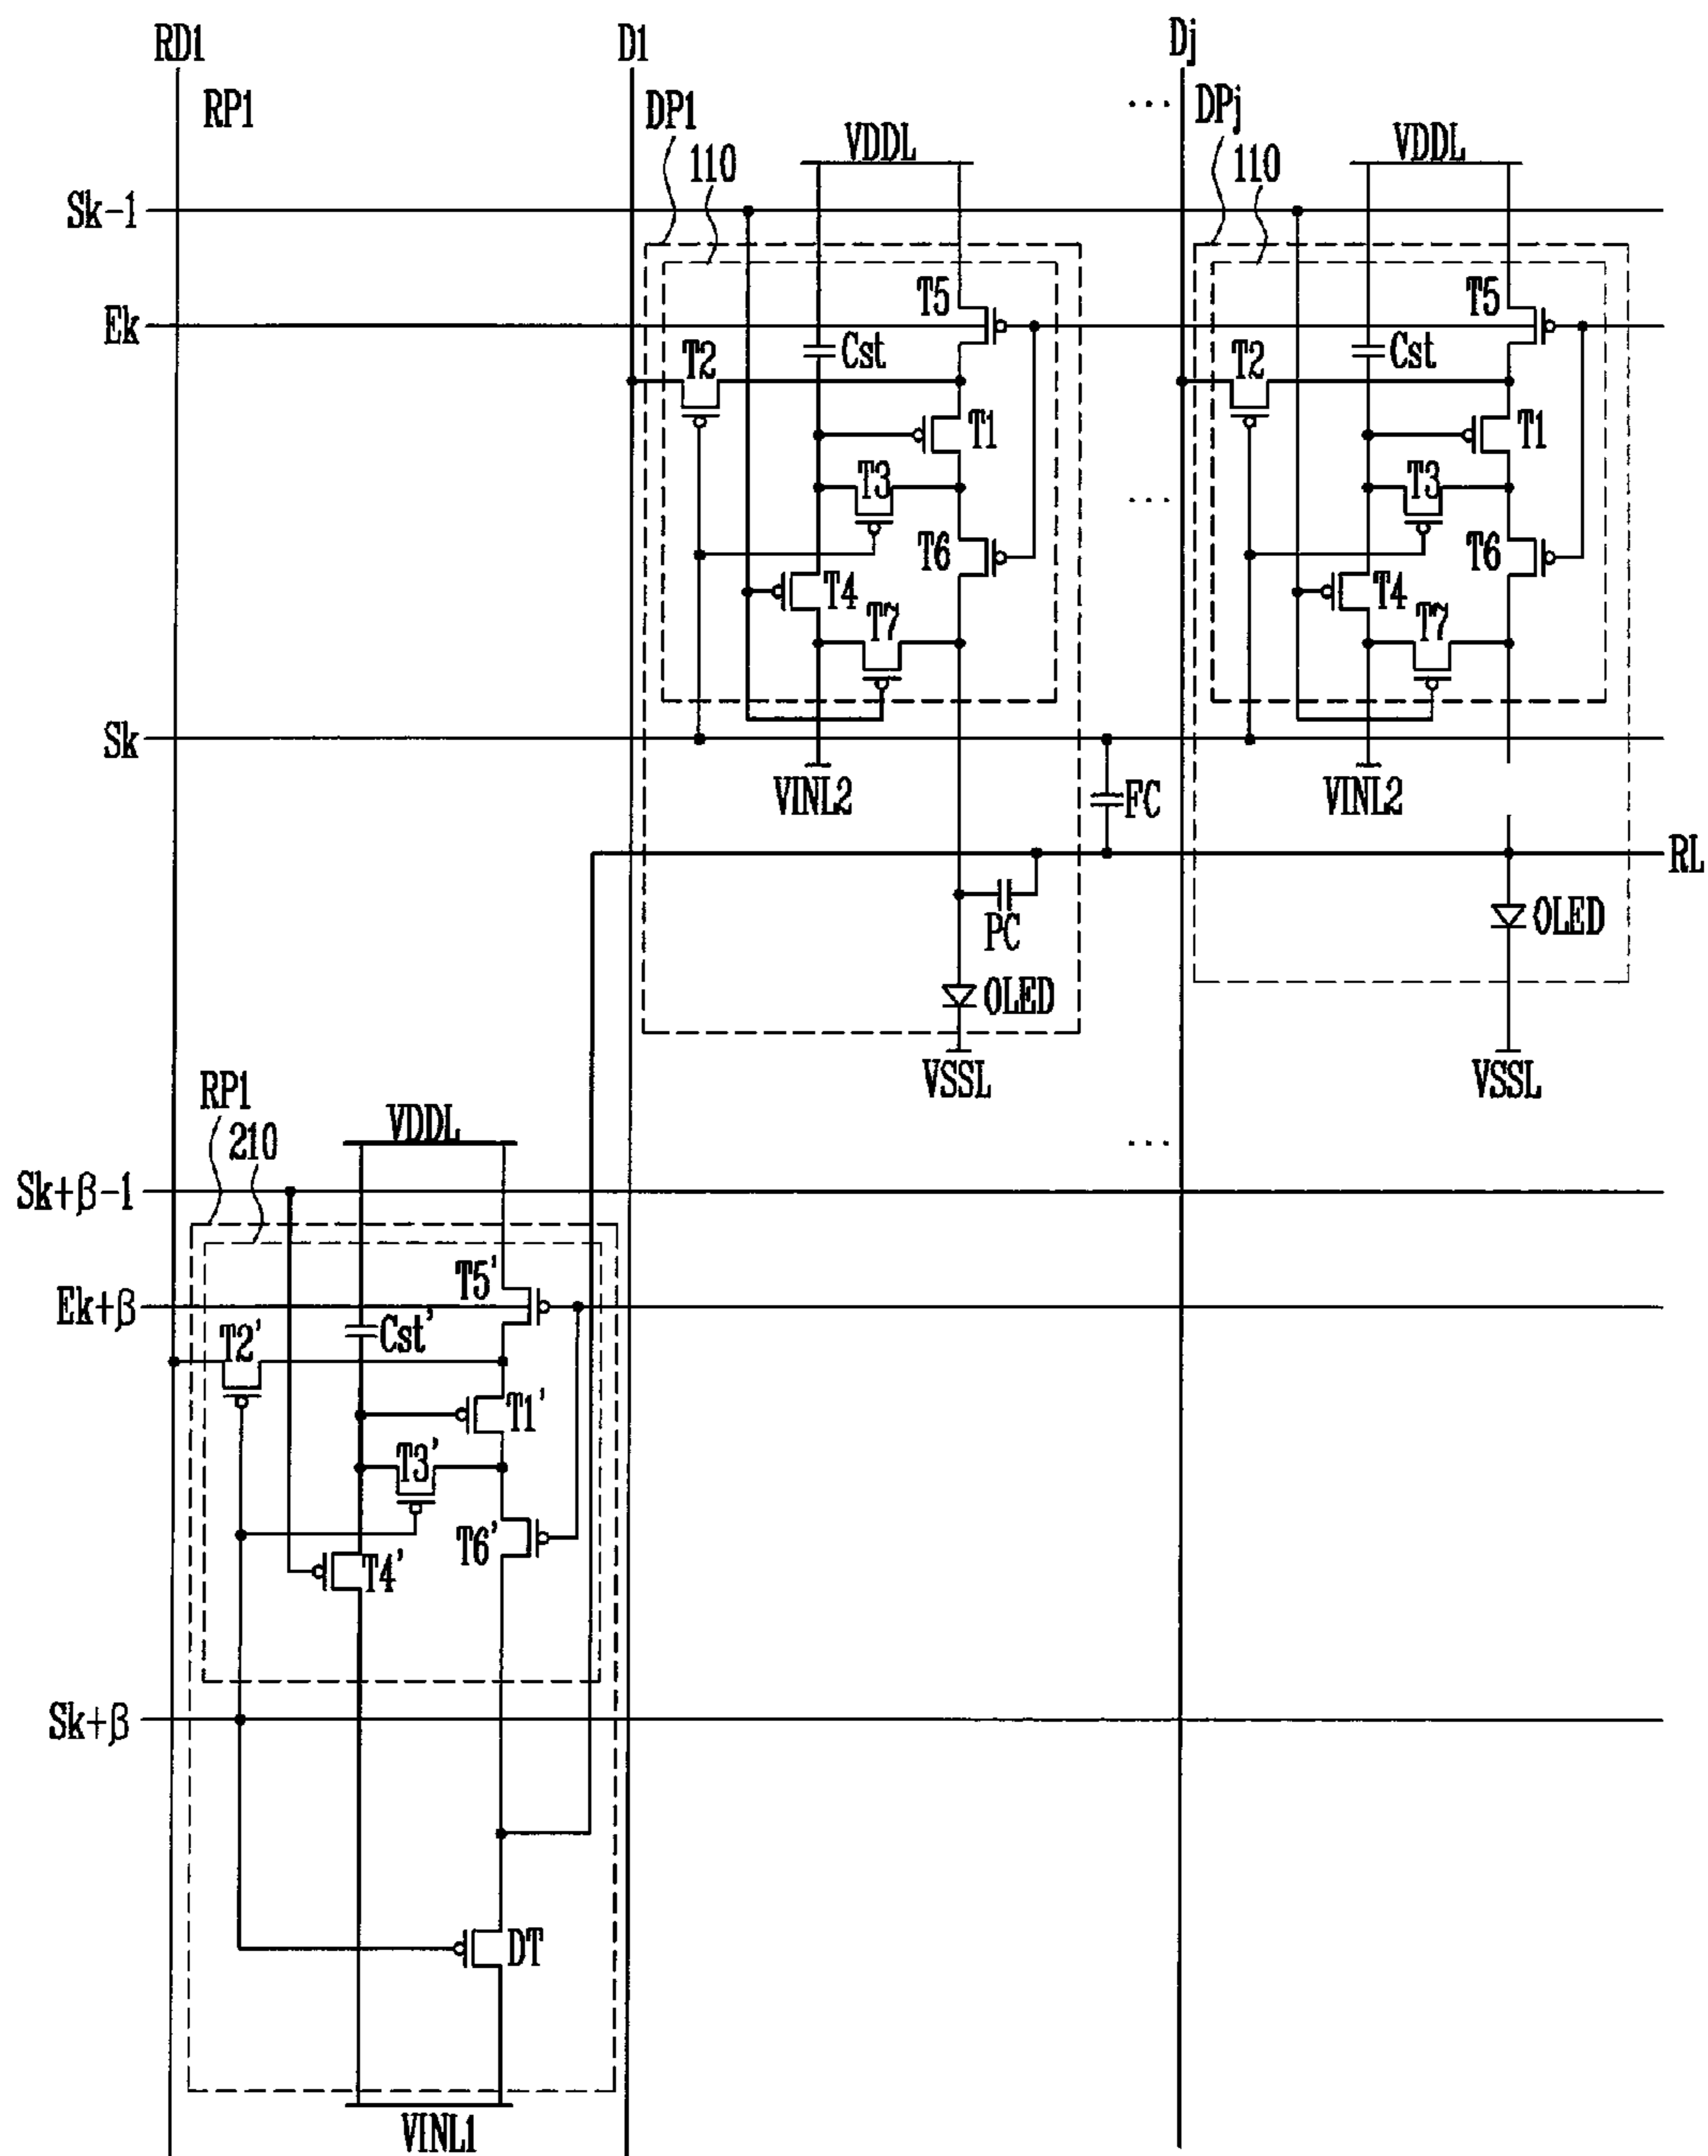 RD1 D1 Dj
RP1 DP1 ... DPj
110 VDDL 110 VDDL
Sk-1
T5 T5
Ek
T2 Cst T2 Cst
T1 T1
T3 ... T3
T6 T6
T4 T4
T7 T7
Sk
VINL2 FC VINL2
RL
PC OLED
OLED
VSSL VSSL
RP1
210 VDDL ...
Sk+β-1
T5'
Ek+β
T2' Cst'
T1'
T3'
T6'
T4'
Sk+β
DT
VINL1